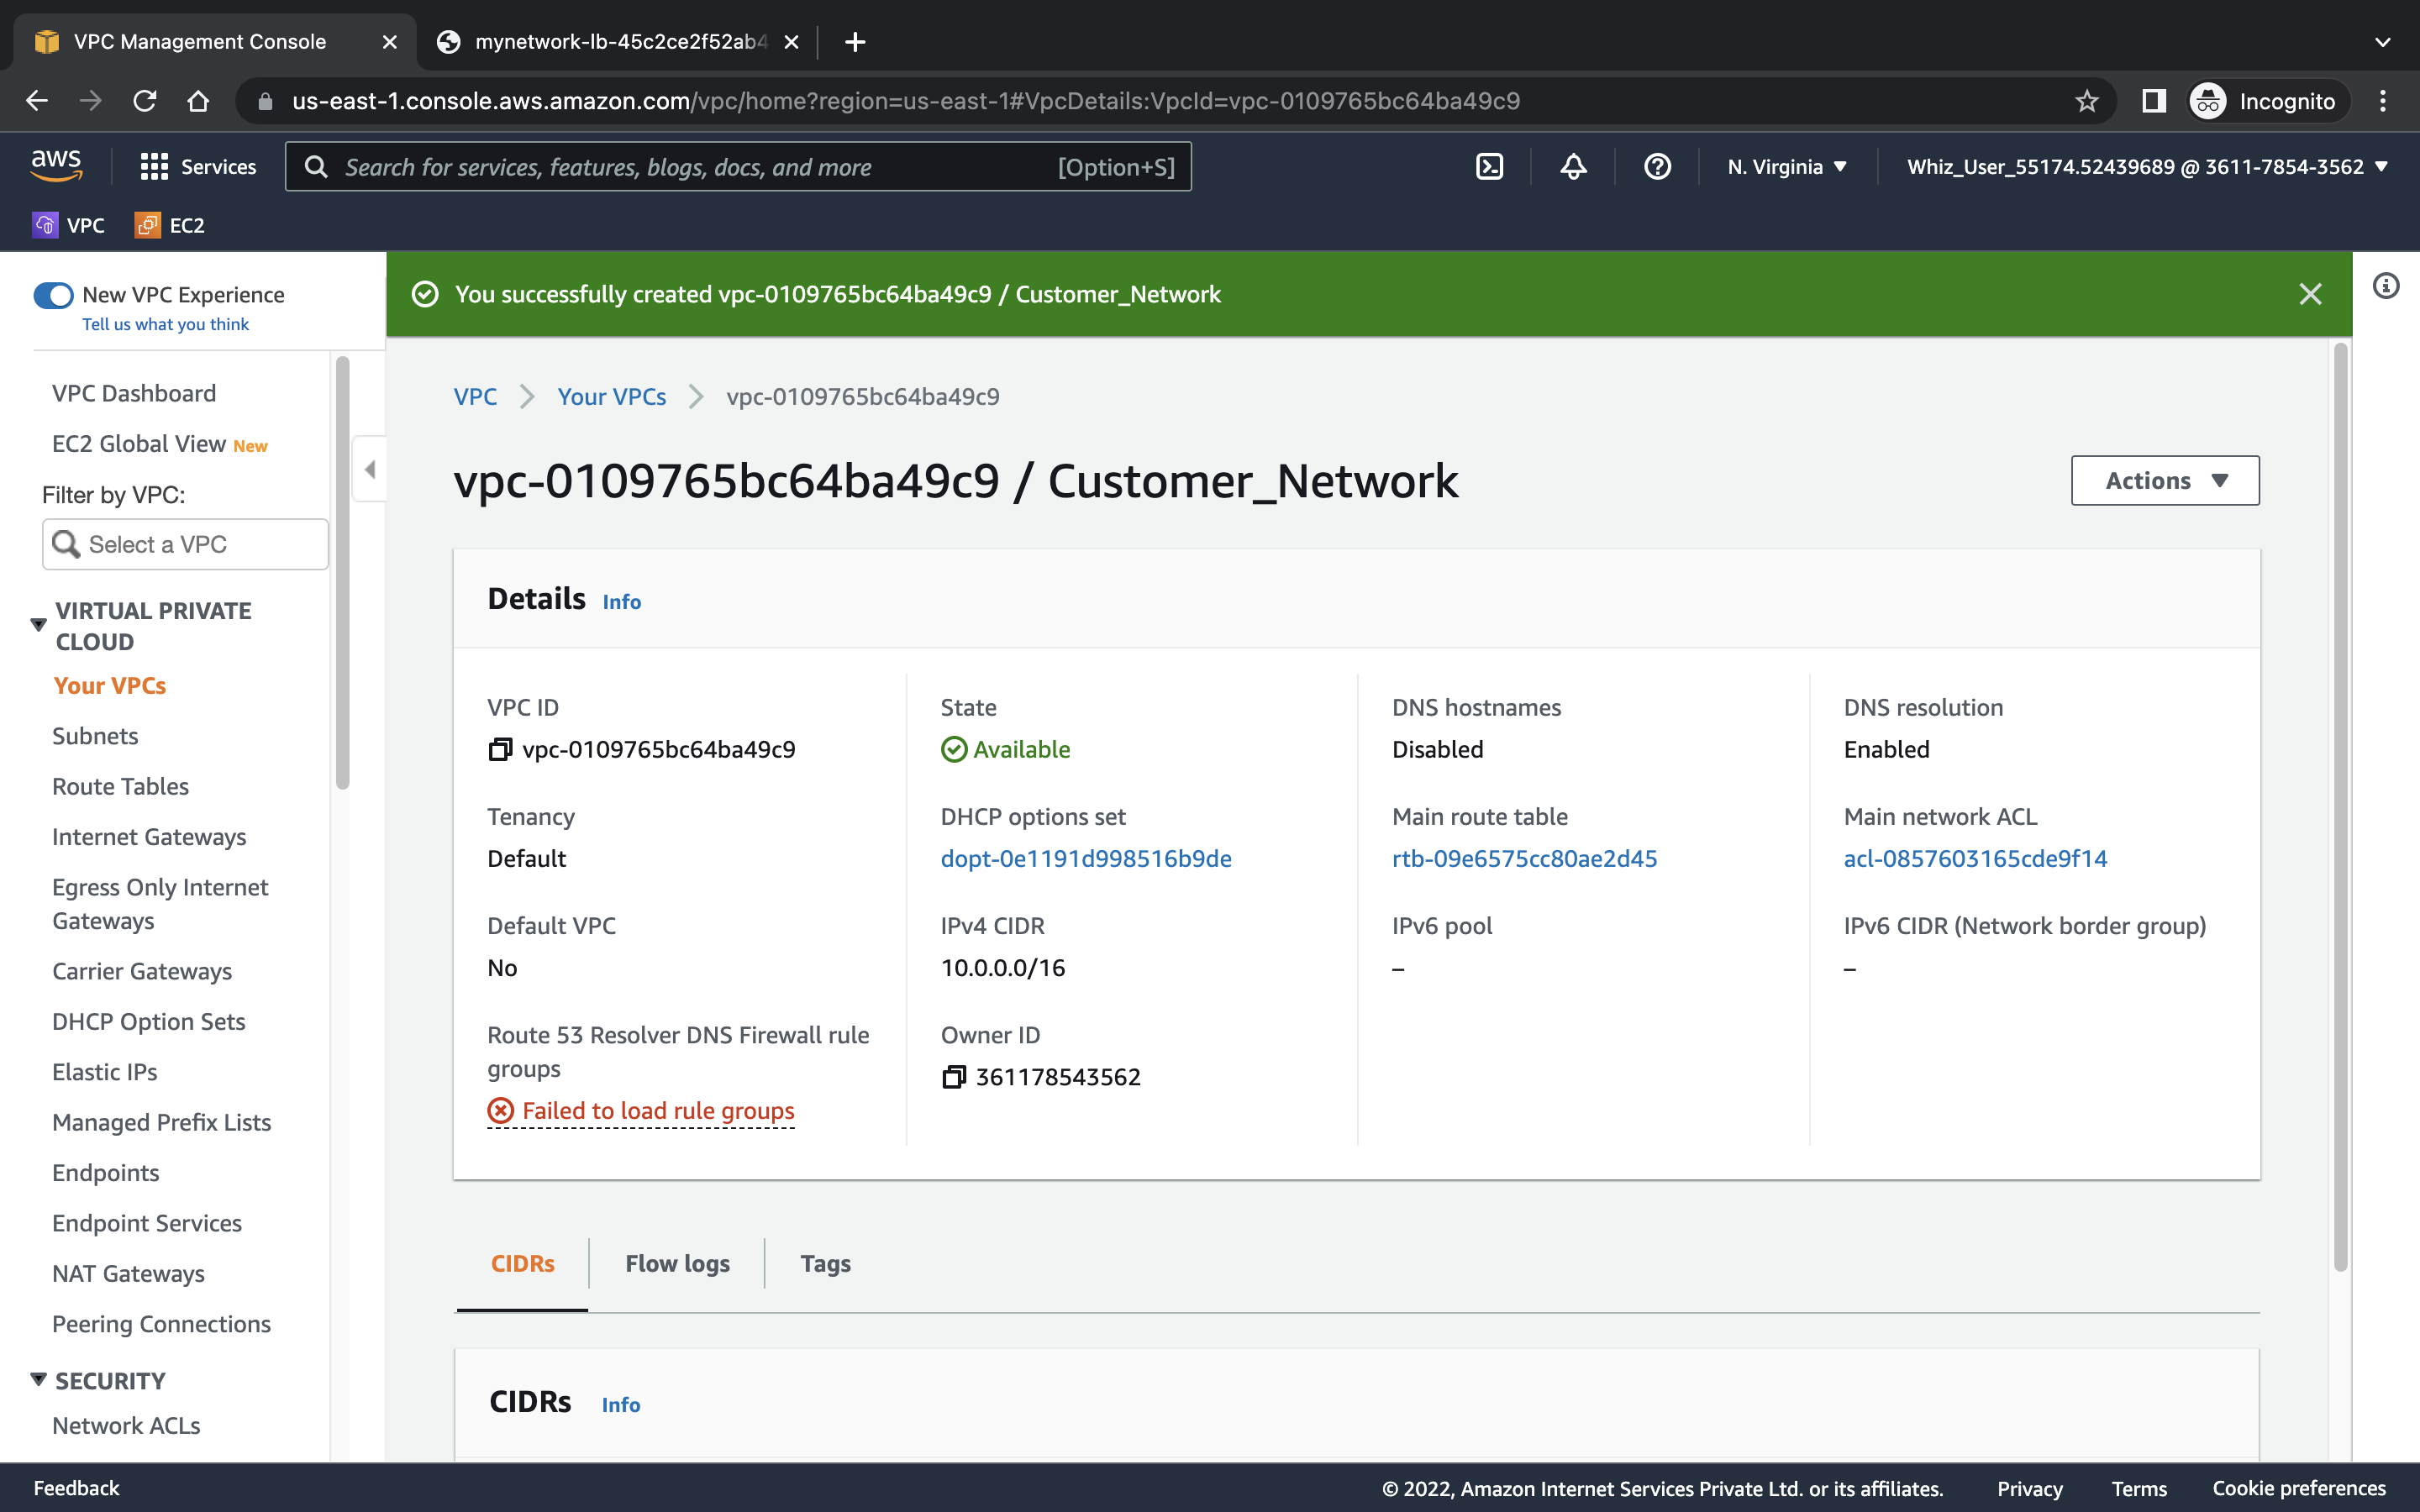 VPC Management Console
mynetwork-lb-45c2ce2f52ab4
us-east-1.console.aws.amazon.com/vpc/home?region=us-east-1#VpcDetails:VpcId=vpc-0109765bc64ba49c9
Incognito
aws
Services
Search for services, features, blogs, docs, and more
[Option+S]
N. Virginia
Whiz_User_55174.52439689 @ 3611-7854-3562
VPC
EC2
New VPC Experience
Tell us what you think
You successfully created vpc-0109765bc64ba49c9 / Customer_Network
VPC Dashboard
EC2 Global View New
Filter by VPC:
Select a VPC
VIRTUAL PRIVATE
CLOUD
Your VPCs
Subnets
Route Tables
Internet Gateways
Egress Only Internet
Gateways
Carrier Gateways
DHCP Option Sets
Elastic IPs
Managed Prefix Lists
Endpoints
Endpoint Services
NAT Gateways
Peering Connections
SECURITY
Network ACLs
VPC
Your VPCs
vpc-0109765bc64ba49c9
vpc-0109765bc64ba49c9 / Customer_Network
Actions
Details Info
VPC ID
vpc-0109765bc64ba49c9
State
Available
DNS hostnames
Disabled
DNS resolution
Enabled
Tenancy
Default
DHCP options set
dopt-0e1191d998516b9de
Main route table
rtb-09e6575cc80ae2d45
Main network ACL
acl-0857603165cde9f14
Default VPC
No
IPv4 CIDR
10.0.0.0/16
IPv6 pool
–
IPv6 CIDR (Network border group)
–
Route 53 Resolver DNS Firewall rule
groups
Failed to load rule groups
Owner ID
361178543562
CIDRs
Flow logs
Tags
CIDRs Info
Feedback
© 2022, Amazon Internet Services Private Ltd. or its affiliates.
Privacy
Terms
Cookie preferences